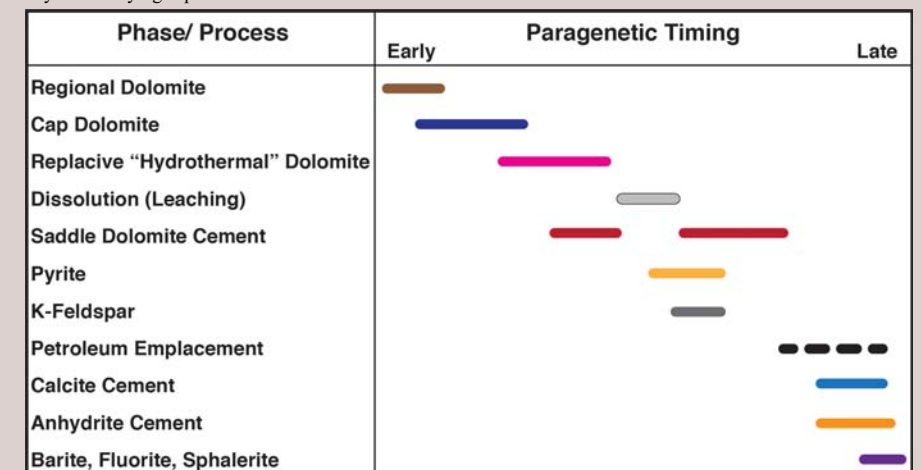 Phase/ Process
Paragenetic Timing
Early
Late
Regional Dolomite
Cap Dolomite
Replacive “Hydrothermal” Dolomite
Dissolution (Leaching)
Saddle Dolomite Cement
Pyrite
K-Feldspar
Petroleum Emplacement
Calcite Cement
Anhydrite Cement
Barite, Fluorite, Sphalerite